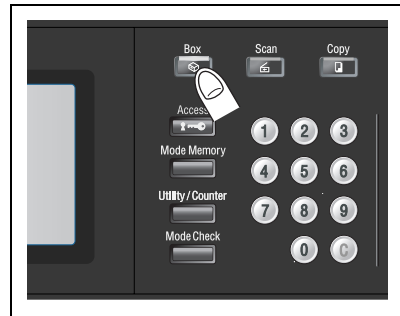 Box Scan Copy
Access
1 2 3
Mode Memory
4 5 6
Utility/Counter
7 8 9
Mode Check
0 C